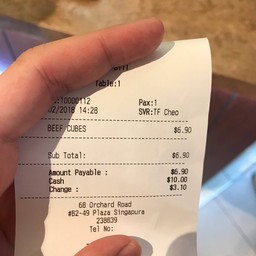 Table:1
10000112 Pax:1
02/2018 14:28 SVR:TF Cheo
BEEF CUBES $6.90
Sub Total: $6.90
Amount Payable : $6.90
Cash $10.00
Change : $3.10
68 Orchard Road
#B2-49 Plaza Singapura
238839
Tel No: